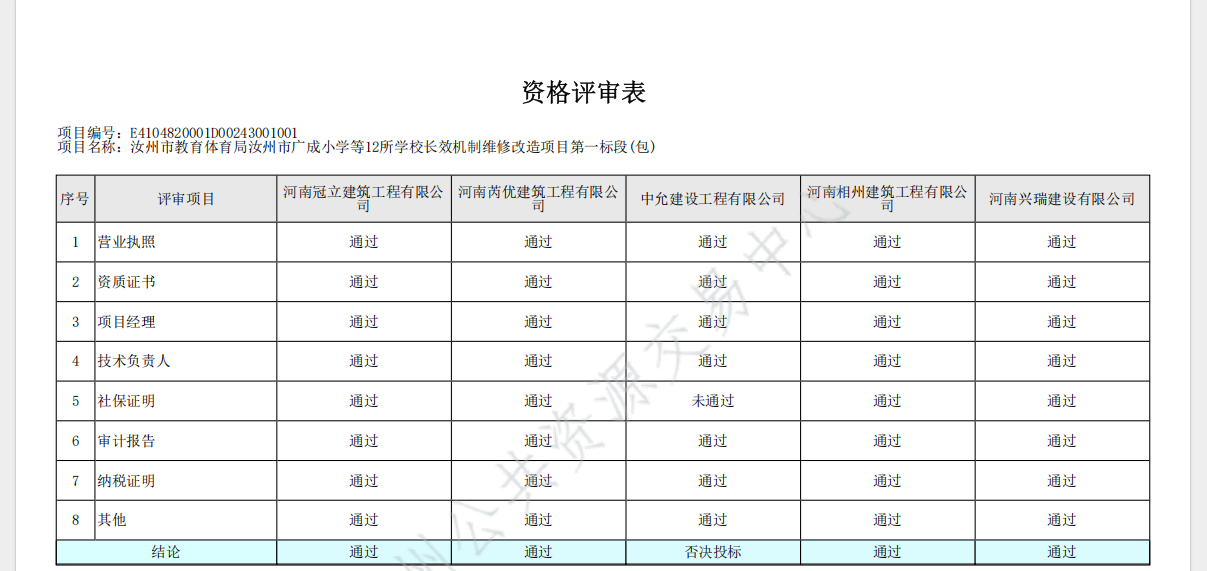 资格评审表
项目编号：E4104820001D00243001001
项目名称：汝州市教育体育局汝州市广成小学等12所学校长效机制维修改造项目第一标段(包)
序号 评审项目 河南冠立建筑工程有限公司 河南芮优建筑工程有限公司 中允建设工程有限公司 河南相州建筑工程有限公司 河南兴瑞建设有限公司
1 营业执照 通过 通过 通过 通过 通过
2 资质证书 通过 通过 通过 通过 通过
3 项目经理 通过 通过 通过 通过 通过
4 技术负责人 通过 通过 通过 通过 通过
5 社保证明 通过 通过 未通过 通过 通过
6 审计报告 通过 通过 通过 通过 通过
7 纳税证明 通过 通过 通过 通过 通过
8 其他 通过 通过 通过 通过 通过
结论 通过 通过 否决投标 通过 通过
州公共资源交易中心